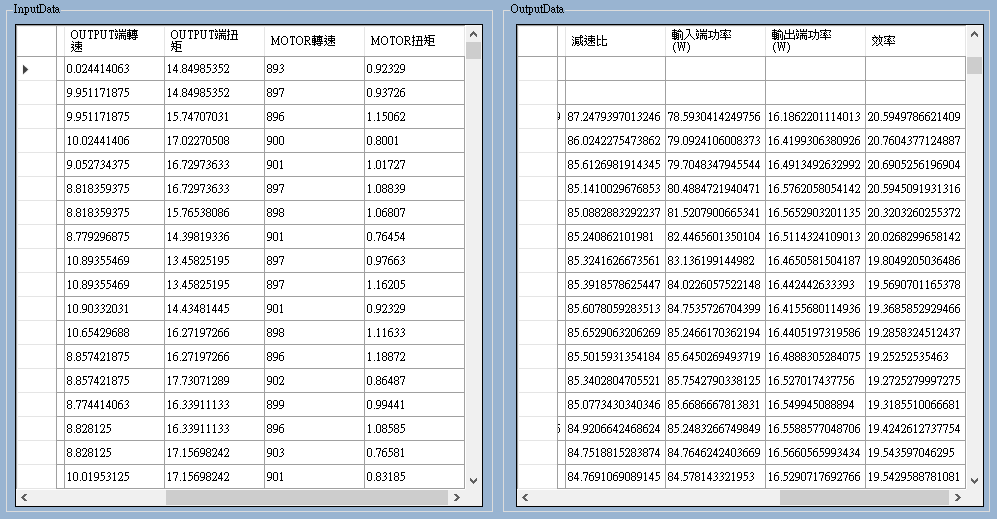 InputData
OUTPUT端轉速 OUTPUT端扭矩 MOTOR轉速 MOTOR扭矩
0.024414063 14.84985352 893 0.92329
9.951171875 14.84985352 897 0.93726
9.951171875 15.74707031 896 1.15062
10.02441406 17.02270508 900 0.8001
9.052734375 16.72973633 901 1.01727
8.818359375 16.72973633 897 1.08839
8.818359375 15.76538086 898 1.06807
8.779296875 14.39819336 901 0.76454
10.89355469 13.45825195 897 0.97663
10.89355469 13.45825195 897 1.16205
10.90332031 14.43481445 901 0.92329
10.65429688 16.27197266 898 1.11633
8.857421875 16.27197266 896 1.18872
8.857421875 17.73071289 902 0.86487
8.774414063 16.33911133 899 0.99441
8.828125 16.33911133 896 1.08585
8.828125 17.15698242 903 0.76581
10.01953125 17.15698242 901 0.83185
OutputData
減速比 輸入端功率(W) 輸出端功率(W) 效率
87.2479397013246 78.5930414249756 16.1862201114013 20.5949786621409
86.0242275473862 79.0924106008373 16.4199306380926 20.7604377124887
85.6126981914345 79.7048347945544 16.4913492632992 20.6905256196904
85.1410029676853 80.4884721940471 16.5762058054142 20.5945091931316
85.0882883292237 81.5207900665341 16.5652903201135 20.3203260255372
85.240862101981 82.4465601350104 16.5114324109013 20.0268299658142
85.3241626673561 83.136199144982 16.4650581504187 19.8049205036486
85.3918578625447 84.0226057522148 16.442442633393 19.5690701165378
85.6078059283513 84.7535726704399 16.4155680114936 19.3685852929466
85.6529063206269 85.2466170362194 16.4405197319586 19.2858324512437
85.5015931354184 85.6450269493719 16.4888305284075 19.25252535463
85.3402804705521 85.7542790338125 16.527017437756 19.2725279997275
85.0773430340346 85.6686667813831 16.549945088894 19.3185510066681
84.9206642468624 85.2483266749849 16.5588577048706 19.4242612737754
84.7518815283874 84.7646242403669 16.5660565993434 19.543597046295
84.7691069089145 84.578143321953 16.5290717692766 19.5429588781081